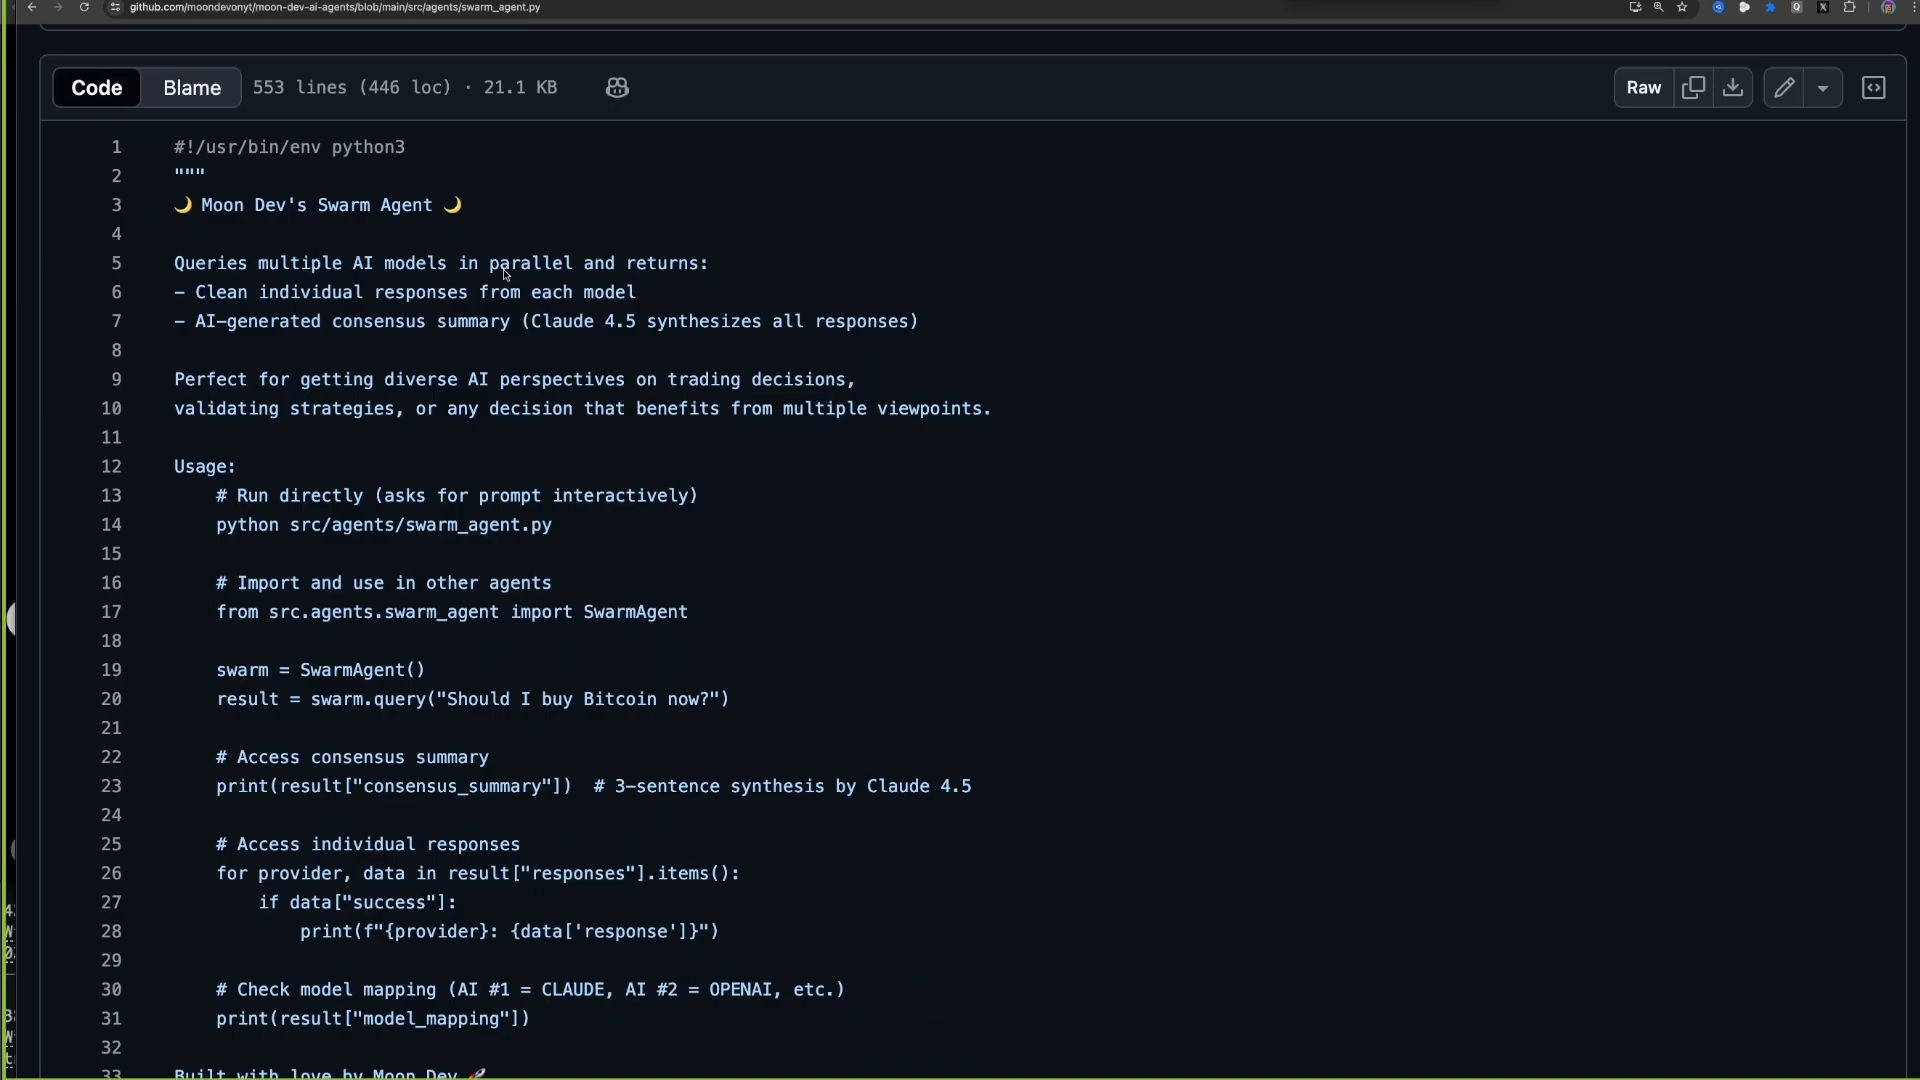 github.com/moondevonyt/moon-dev-ai-agents/blob/main/src/agents/swarm_agent.py
Code Blame 553 lines (446 loc) · 21.1 KB Raw
1 #!/usr/bin/env python3
2 """
3 🌙 Moon Dev's Swarm Agent 🌙
4
5 Queries multiple AI models in parallel and returns:
6 - Clean individual responses from each model
7 - AI-generated consensus summary (Claude 4.5 synthesizes all responses)
8
9 Perfect for getting diverse AI perspectives on trading decisions,
10 validating strategies, or any decision that benefits from multiple viewpoints.
11
12 Usage:
13 # Run directly (asks for prompt interactively)
14 python src/agents/swarm_agent.py
15
16 # Import and use in other agents
17 from src.agents.swarm_agent import SwarmAgent
18
19 swarm = SwarmAgent()
20 result = swarm.query("Should I buy Bitcoin now?")
21
22 # Access consensus summary
23 print(result["consensus_summary"])  # 3-sentence synthesis by Claude 4.5
24
25 # Access individual responses
26 for provider, data in result["responses"].items():
27 if data["success"]:
28 print(f"{provider}: {data['response']}")
29
30 # Check model mapping (AI #1 = CLAUDE, AI #2 = OPENAI, etc.)
31 print(result["model_mapping"])
32
33 Built with love by Moon Dev 🚀